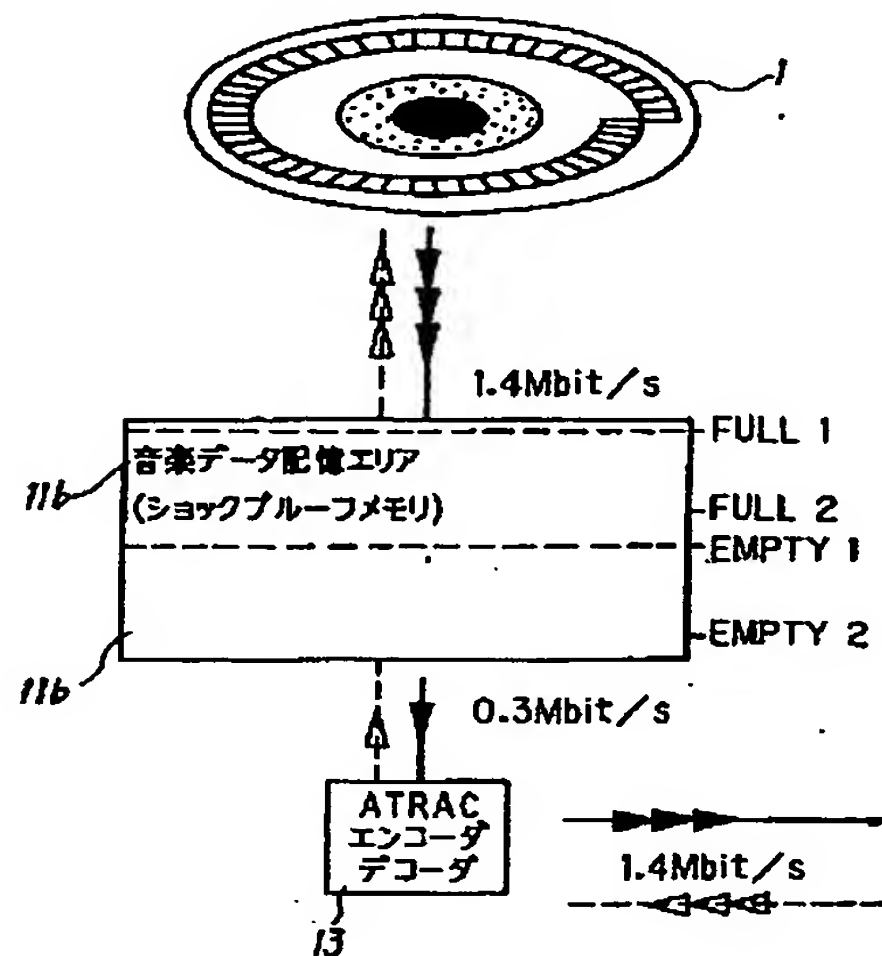 1
1.4Mbit/s
FULL 1
11b
音楽データ記憶エリア
(ショックプルーフメモリ)
FULL 2
EMPTY 1
EMPTY 2
11b
0.3Mbit/s
ATRAC
エンコーダ
デコーダ
13
1.4Mbit/s